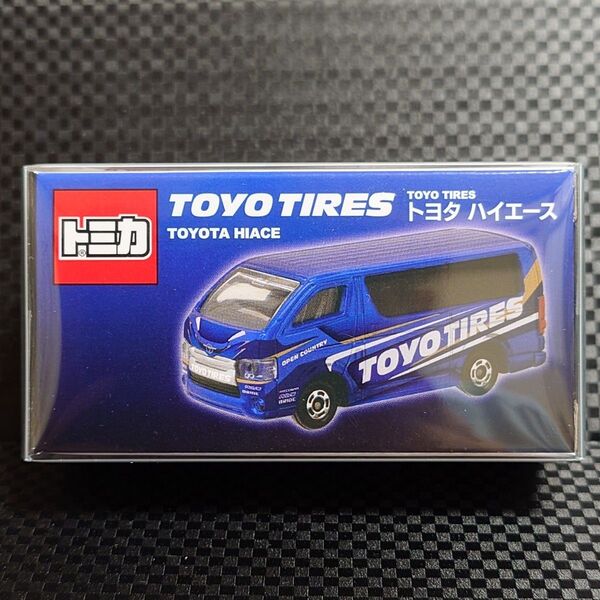 トミカ
®
TOYO TIRES
TOYOTA HIACE
TOYO TIRES
トヨタ ハイエース
OPEN COUNTRY
TOYO TIRES
TOYO TIRES